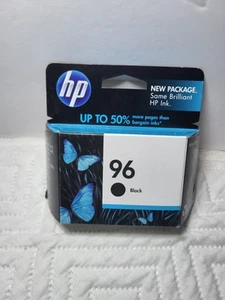 hp
NEW PACKAGE.
Same Brilliant
HP Ink.
UP TO 50% more pages than
bargain inks*
96
Black